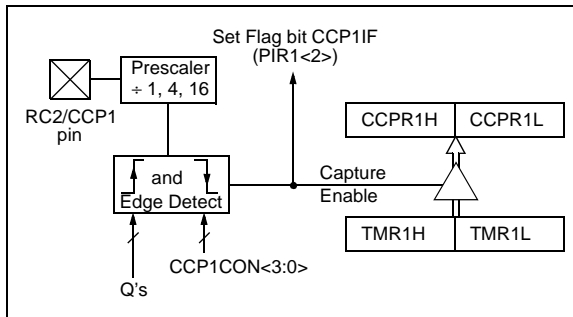 Set Flag bit CCP1IF
(PIR1<2>)
Prescaler
÷ 1, 4, 16
RC2/CCP1
pin
CCPR1H CCPR1L
and
Edge Detect
Capture
Enable
TMR1H TMR1L
CCP1CON<3:0>
Q's